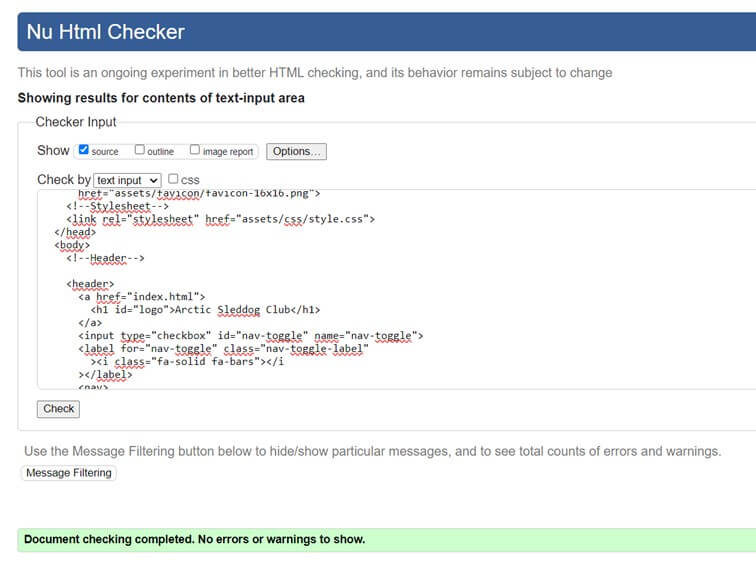 Nu Html Checker
This tool is an ongoing experiment in better HTML checking, and its behavior remains subject to change
Showing results for contents of text-input area
Checker Input
Show source outline image report Options...
Check by text input css
href="assets/favicon/favicon-16x16.png">
<!--Stylesheet-->
<link rel="stylesheet" href="assets/css/style.css">
</head>
<body>
<!--Header-->
<header>
<a href="index.html">
<h1 id="logo">Arctic Sleddog Club</h1>
</a>
<input type="checkbox" id="nav-toggle" name="nav-toggle">
<label for="nav-toggle" class="nav-toggle-label"
><i class="fa-solid fa-bars"></i
></label>
<nav>
Check
Use the Message Filtering button below to hide/show particular messages, and to see total counts of errors and warnings.
Message Filtering
Document checking completed. No errors or warnings to show.